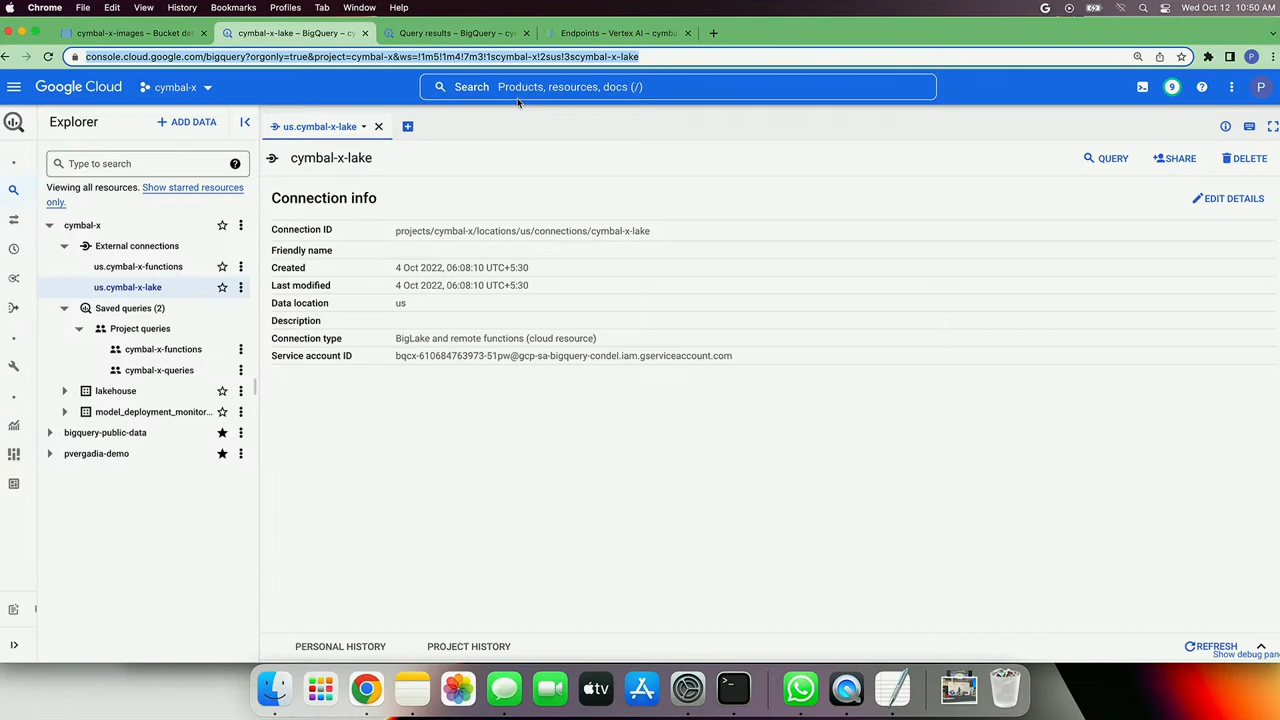 Chrome File Edit View History Bookmarks Profiles Tab Window Help Wed Oct 12 10:50 AM
cymbal-x-images – Bucket det cymbal-x-lake – BigQuery – cy Query results – BigQuery – cy Endpoints – Vertex AI – cymbal
console.cloud.google.com/bigquery?orgonly=true&project=cymbal-x&ws=!1m5!1m4!7m3!1scymbal-x!2sus!3scymbal-x-lake P
Google Cloud cymbal-x Search Products, resources, docs (/) 9 P
Explorer + ADD DATA us.cymbal-x-lake
Type to search cymbal-x-lake QUERY SHARE DELETE
Viewing all resources. Show starred resources
only.
Connection info EDIT DETAILS
cymbal-x
External connections
us.cymbal-x-functions
us.cymbal-x-lake
Saved queries (2)
Project queries
cymbal-x-functions
cymbal-x-queries
lakehouse
model_deployment_monitor...
bigquery-public-data
pvergadia-demo
Connection ID projects/cymbal-x/locations/us/connections/cymbal-x-lake
Friendly name
Created 4 Oct 2022, 06:08:10 UTC+5:30
Last modified 4 Oct 2022, 06:08:10 UTC+5:30
Data location us
Description
Connection type BigLake and remote functions (cloud resource)
Service account ID bqcx-610684763973-51pw@gcp-sa-bigquery-condel.iam.gserviceaccount.com
PERSONAL HISTORY PROJECT HISTORY REFRESH
Show debug pane
tv